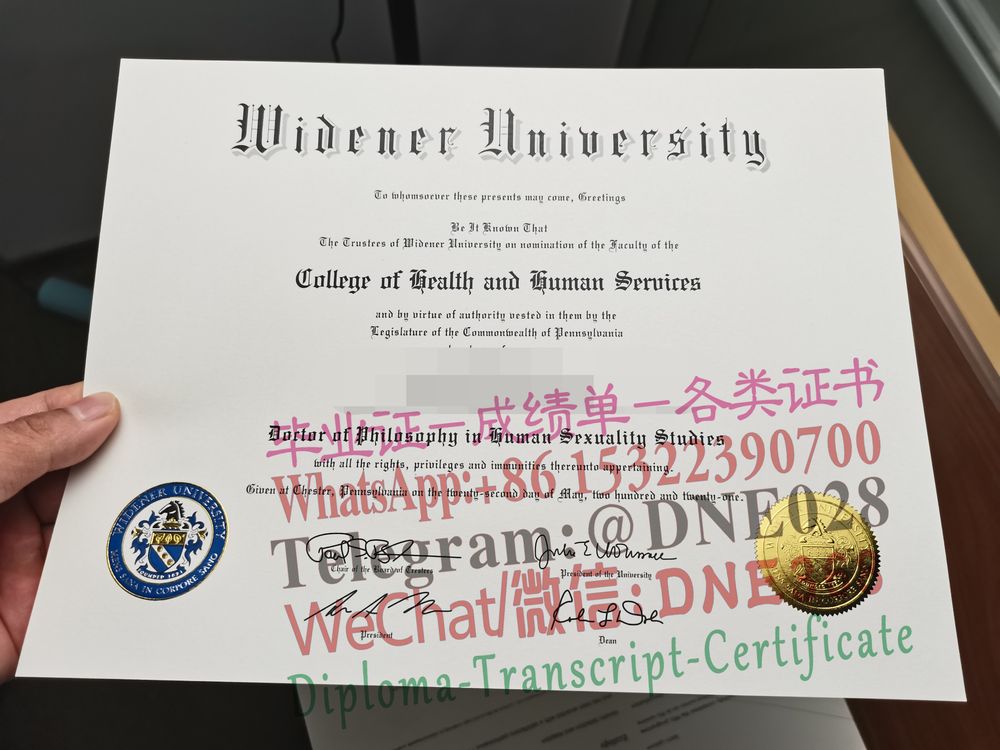 Widener University
To whomsoever these presents may come, Greetings
Be It Known That
The Trustees of Widener University on nomination of the Faculty of the
College of Health and Human Services
and by virtue of authority vested in them by the
Legislature of the Commonwealth of Pennsylvania
毕业证—成绩单—各类证书
Doctor of Philosophy in Human Sexuality Studies
with all the rights, privileges and immunities thereunto appertaining.
WhatsApp:+86 15322390700
Given at Chester, Pennsylvania on the twenty-second day of May, two hundred and twenty-one.
WIDENER UNIVERSITY
MENS SANA IN CORPORE SANO
Telegram:@DNE028
Chair of the Board of Trustees
President of the University
WeChat/微信:DNE
President
Dean
Diploma-Transcript-Certificate